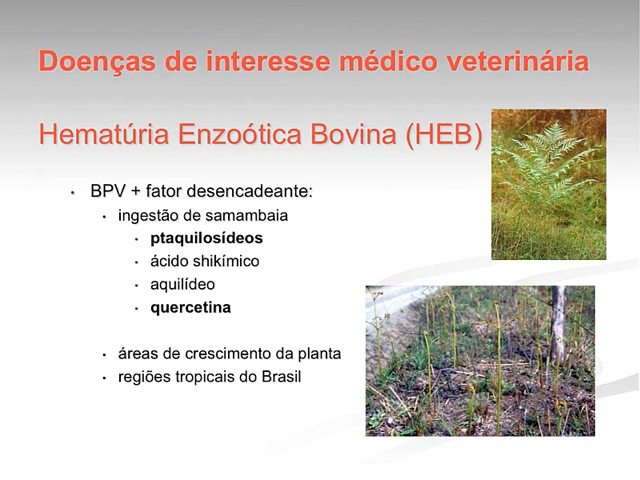 Doenças de interesse médico veterinária
Hematúria Enzoótica Bovina (HEB)
• BPV + fator desencadeante:
• ingestão de samambaia
• ptaquilosídeos
• ácido shikímico
• aquilídeo
• quercetina
• áreas de crescimento da planta
• regiões tropicais do Brasil